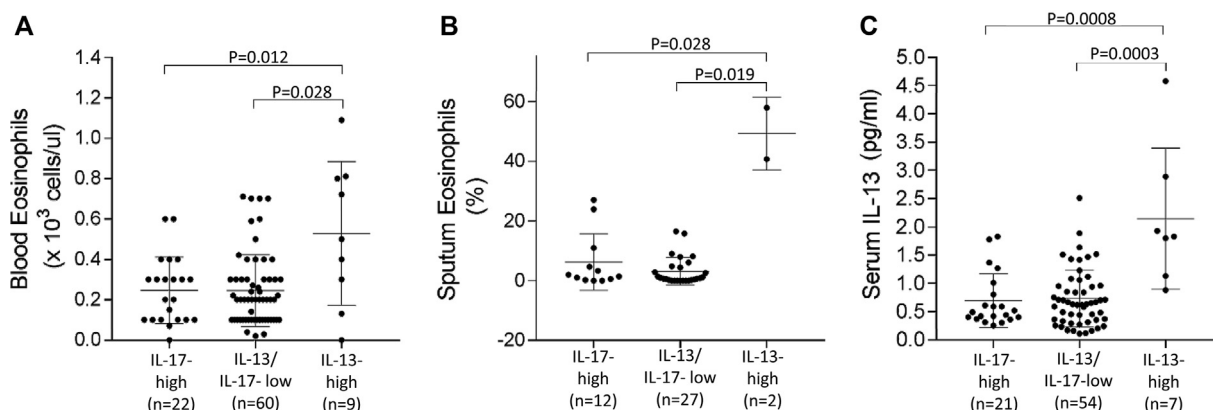 A
P=0.012
P=0.028
Blood Eosinophils
(x 10³ cells/ul)
1.4
1.2
1.0
0.8
0.6
0.4
0.2
0.0
IL-17-
high
(n=22)
IL-13/
IL-17- low
(n=60)
IL-13-
high
(n=9)
B
P=0.028
P=0.019
Sputum Eosinophils
(%)
60
40
20
0
-20
IL-17-
high
(n=12)
IL-13/
IL-17- low
(n=27)
IL-13-
high
(n=2)
C
P=0.0008
P=0.0003
Serum IL-13 (pg/ml)
5.0
4.5
4.0
3.5
3.0
2.5
2.0
1.5
1.0
0.5
0.0
IL-17-
high
(n=21)
IL-13/
IL-17-low
(n=54)
IL-13-
high
(n=7)